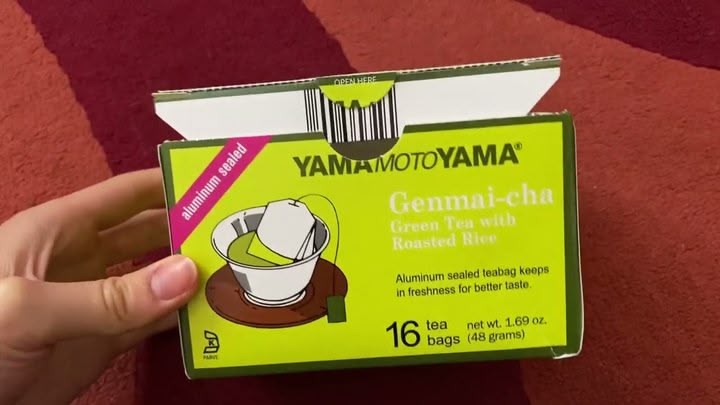 OPEN HERE
aluminum sealed
YAMAMOTOYAMA®
Genmai-cha
Green Tea with
Roasted Rice
Aluminum sealed teabag keeps
in freshness for better taste.
16 tea bags
net wt. 1.69 oz.
(48 grams)
K
PARVE